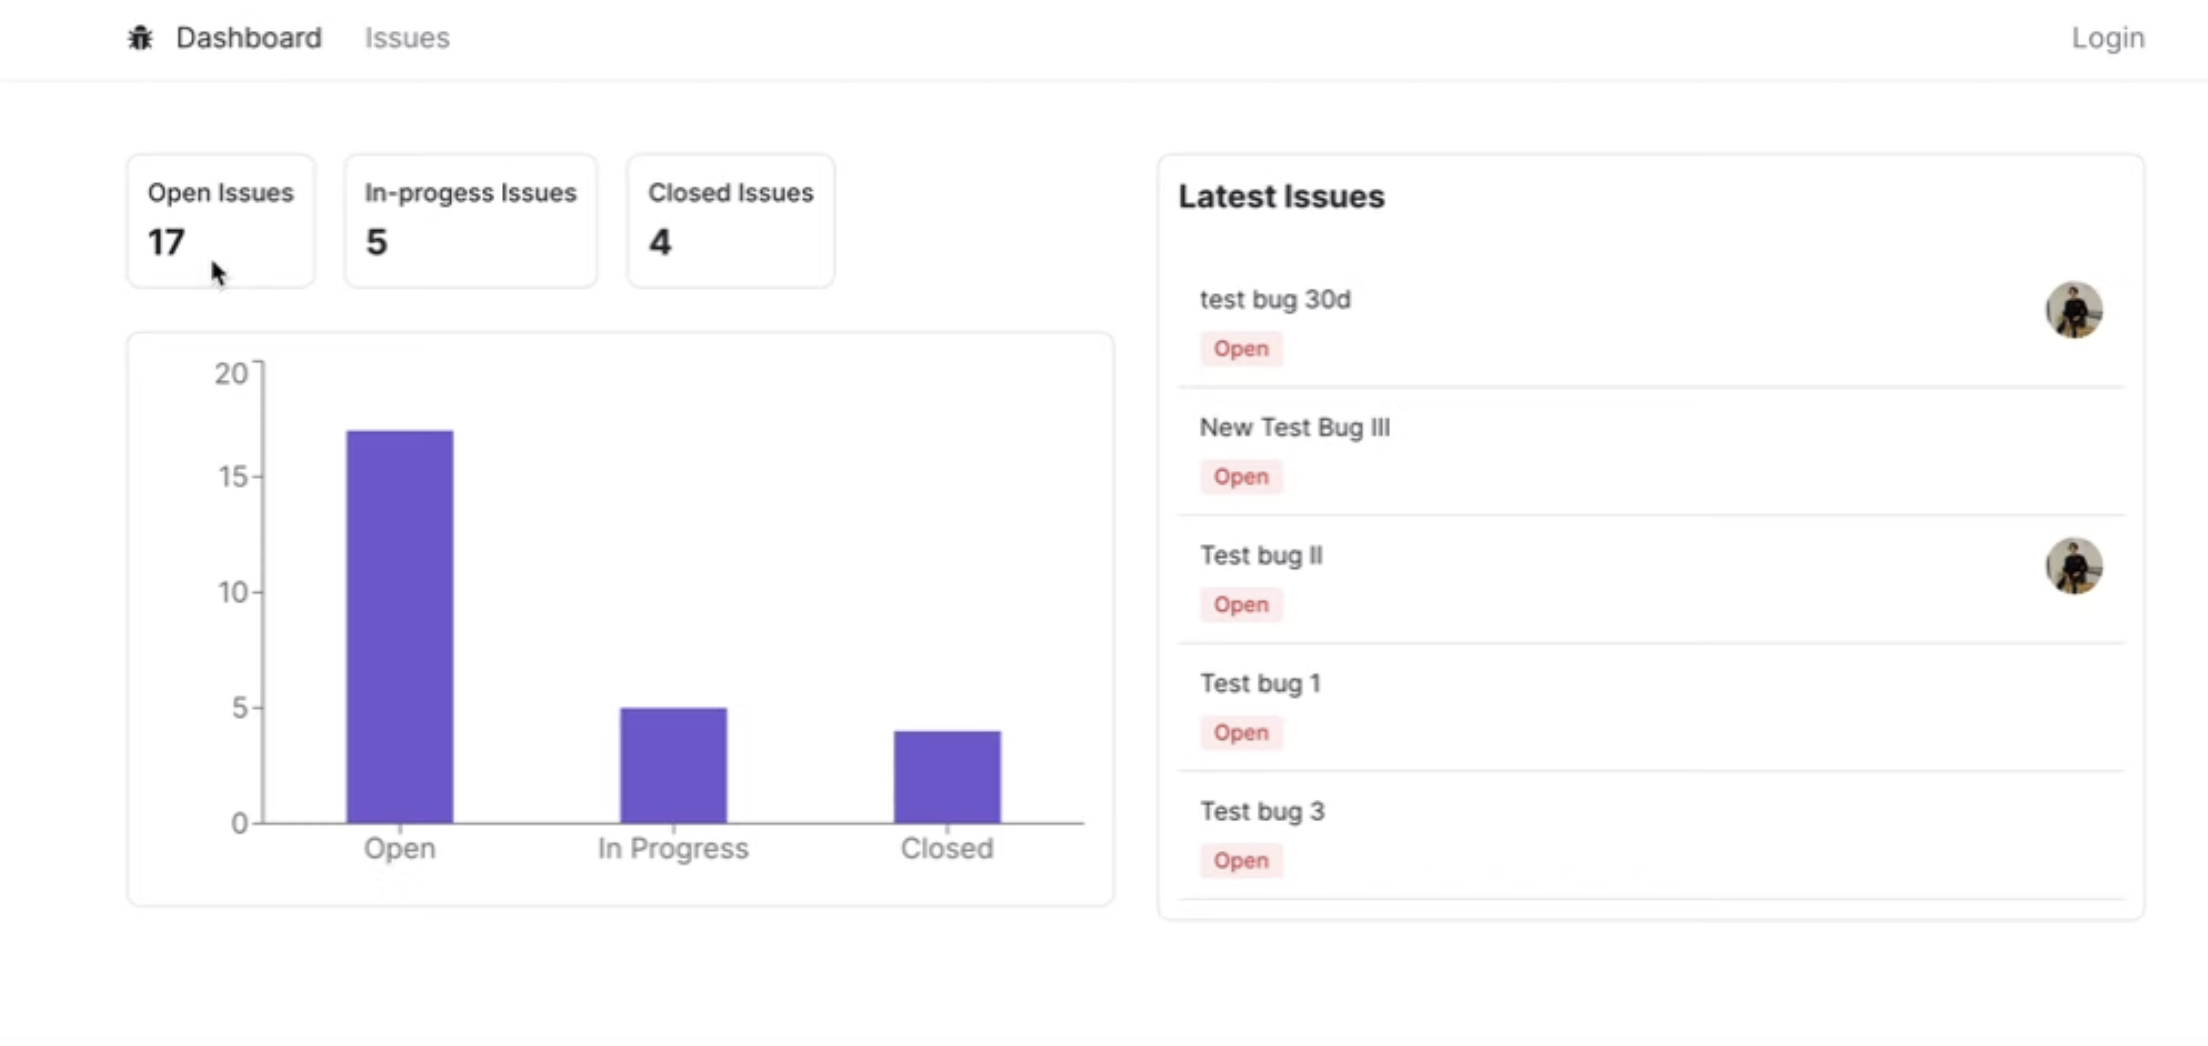 Dashboard Issues Login
Open Issues
17
In-progess Issues
5
Closed Issues
4
20
15
10
5
0
Open In Progress Closed
Latest Issues
test bug 30d
Open
New Test Bug III
Open
Test bug II
Open
Test bug 1
Open
Test bug 3
Open